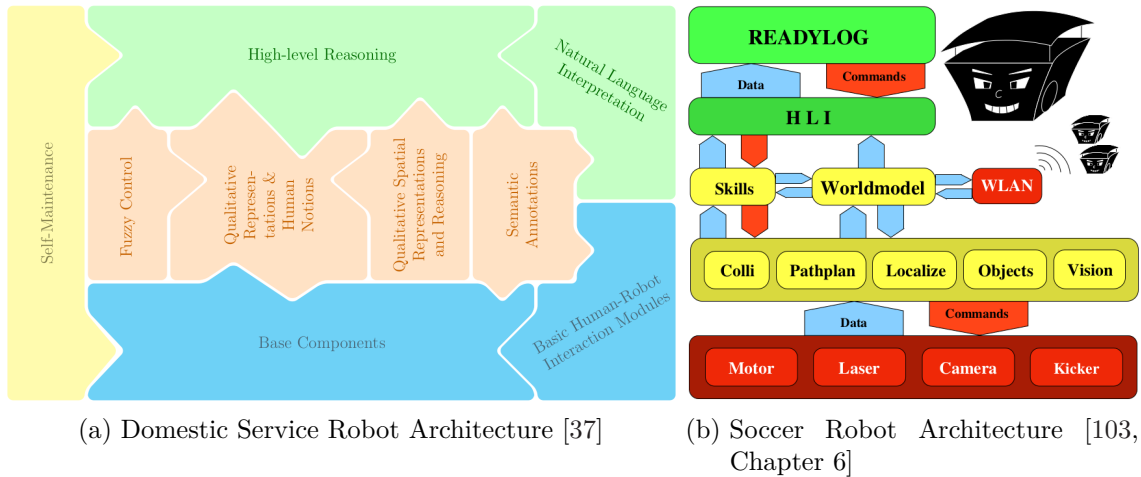 Self-Maintenance
High-level Reasoning
Natural Language
Interpretation
Fuzzy Control
Qualitative
Represen-
tations &
Human
Notions
Qualitative Spatial
Representations
and Reasoning
Semantic
Annotations
Base Components
Basic Human-Robot
Interaction Modules
(a) Domestic Service Robot Architecture [37]
READYLOG
Data
Commands
H L I
Skills
Worldmodel
WLAN
Colli
Pathplan
Localize
Objects
Vision
Data
Commands
Motor
Laser
Camera
Kicker
(b) Soccer Robot Architecture [103,
Chapter 6]